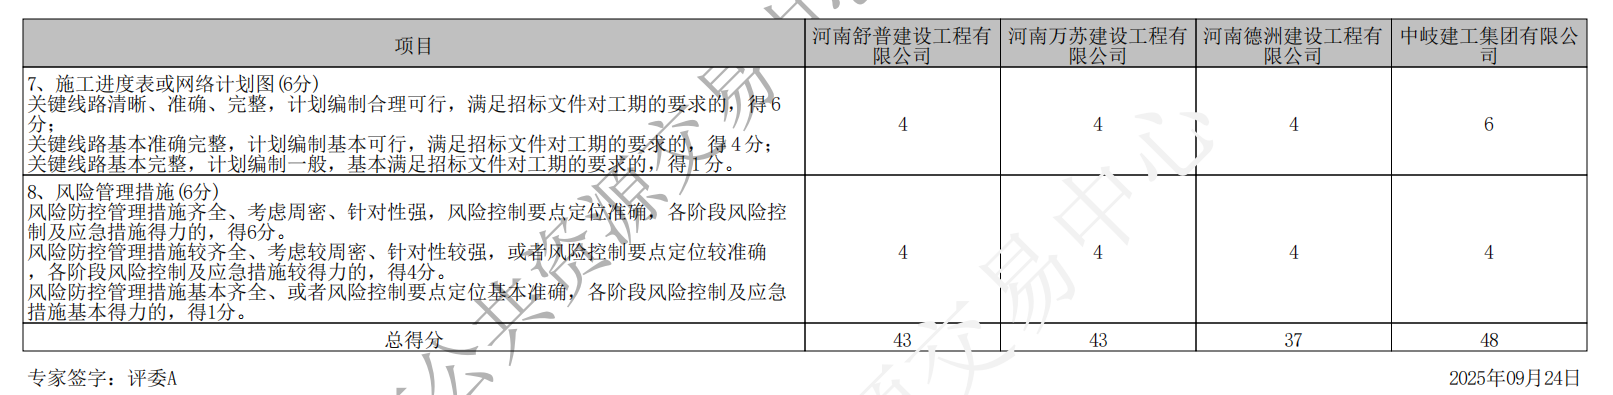 项目
河南舒普建设工程有
限公司
河南万苏建设工程有
限公司
河南德洲建设工程有
限公司
中岐建工集团有限公
司
7、施工进度表或网络计划图(6分)
关键线路清晰、准确、完整，计划编制合理可行，满足招标文件对工期的要求的，得6
分；
关键线路基本准确完整，计划编制基本可行，满足招标文件对工期的要求的，得4分；
关键线路基本完整，计划编制一般，基本满足招标文件对工期的要求的，得1分。
4
4
4
6
8、风险管理措施(6分)
风险防控管理措施齐全、考虑周密、针对性强，风险控制要点定位准确，各阶段风险控
制及应急措施得力的，得6分。
风险防控管理措施较齐全、考虑较周密、针对性较强，或者风险控制要点定位较准确
，各阶段风险控制及应急措施较得力的，得4分。
风险防控管理措施基本齐全、或者风险控制要点定位基本准确，各阶段风险控制及应急
措施基本得力的，得1分。
4
4
4
4
总得分
43
43
37
48
专家签字：评委A
2025年09月24日
公共资源交易中心
源交易中心